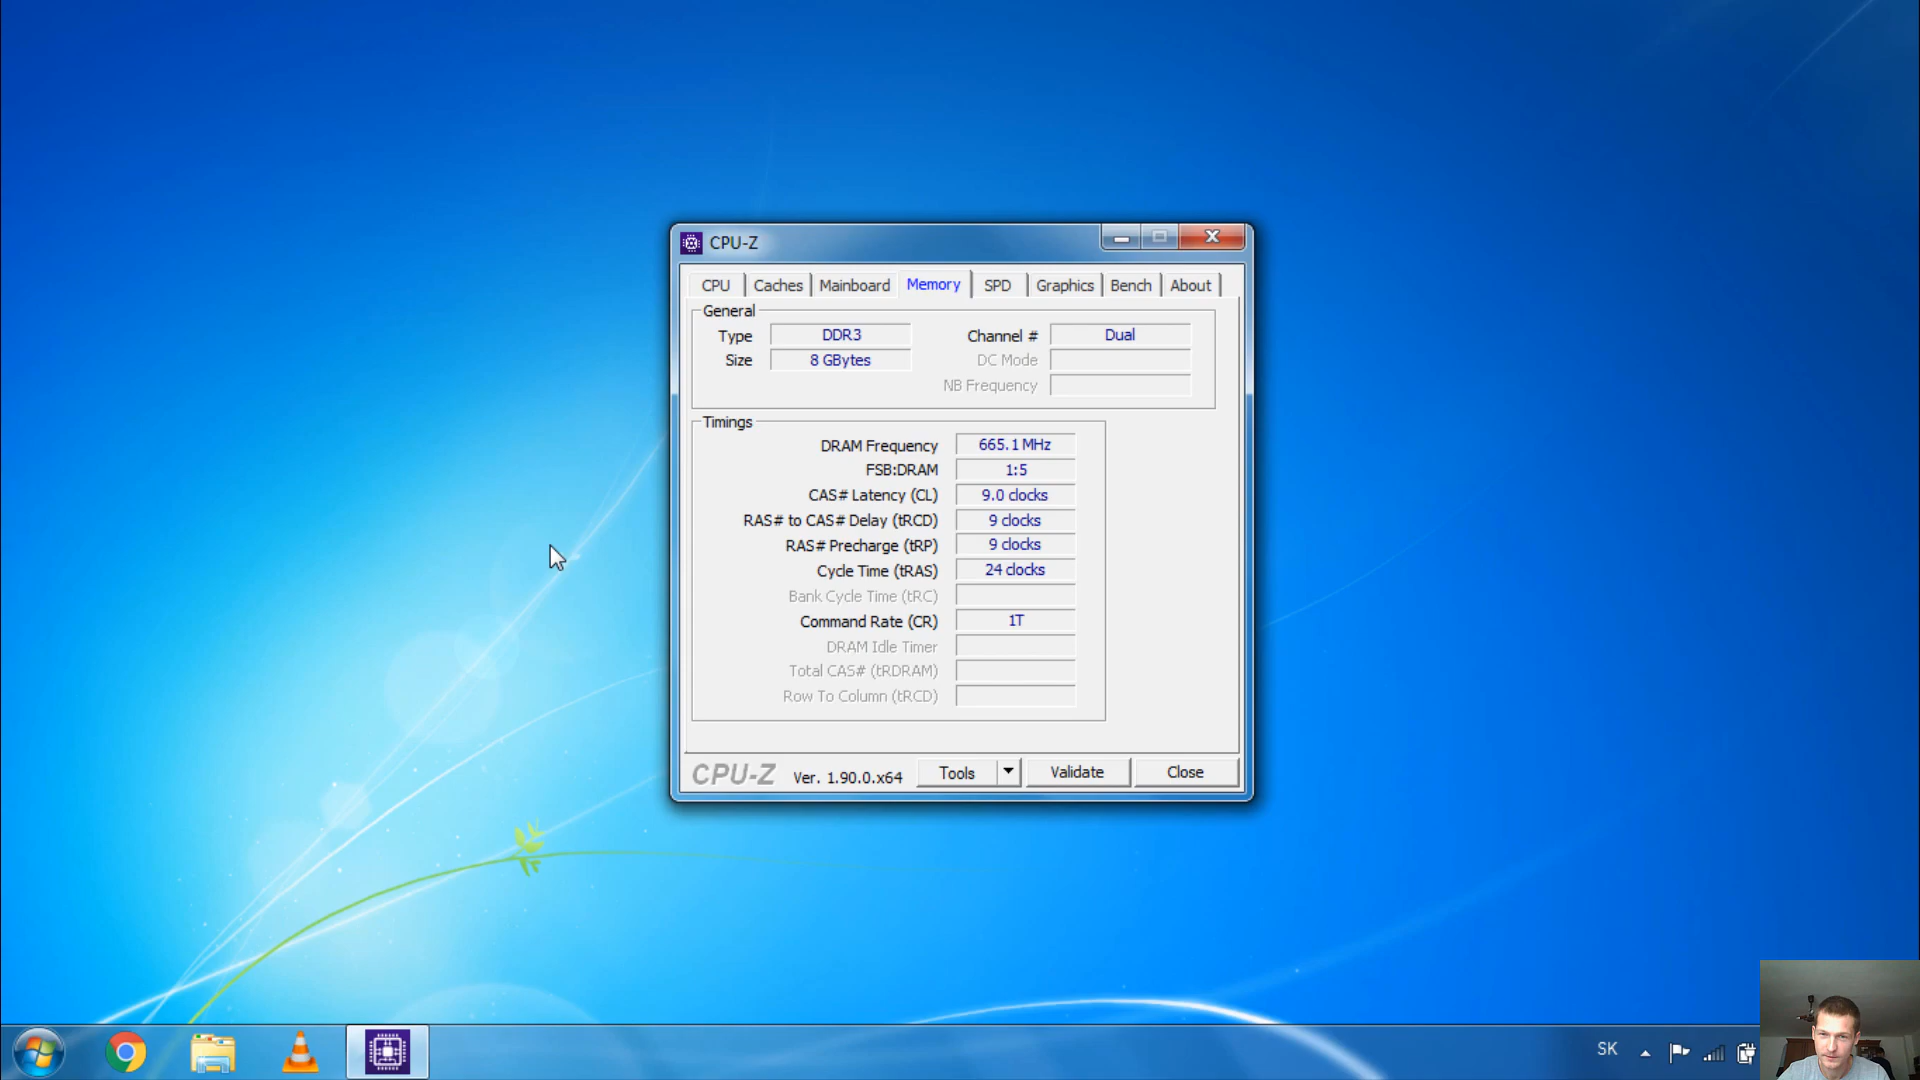 CPU-Z
CPU Caches Mainboard Memory SPD Graphics Bench About
General
Type DDR3 Channel # Dual
Size 8 GBytes DC Mode
NB Frequency
Timings
DRAM Frequency 665.1 MHz
FSB:DRAM 1:5
CAS# Latency (CL) 9.0 clocks
RAS# to CAS# Delay (tRCD) 9 clocks
RAS# Precharge (tRP) 9 clocks
Cycle Time (tRAS) 24 clocks
Bank Cycle Time (tRC)
Command Rate (CR) 1T
DRAM Idle Timer
Total CAS# (tRDRAM)
Row To Column (tRCD)
CPU-Z Ver. 1.90.0.x64 Tools Validate Close
SK